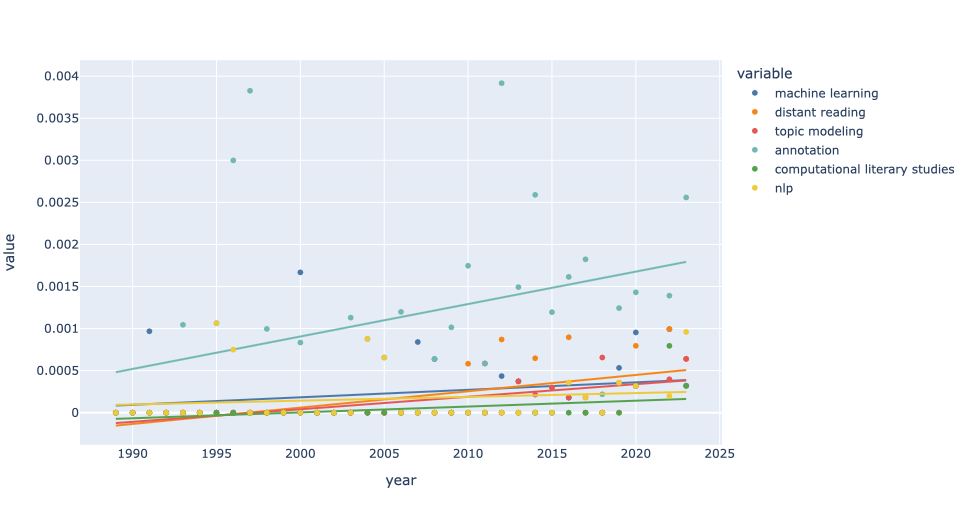 variable
machine learning
distant reading
topic modeling
annotation
computational literary studies
nlp
value
0.004
0.0035
0.003
0.0025
0.002
0.0015
0.001
0.0005
0
1990 1995 2000 2005 2010 2015 2020 2025
year